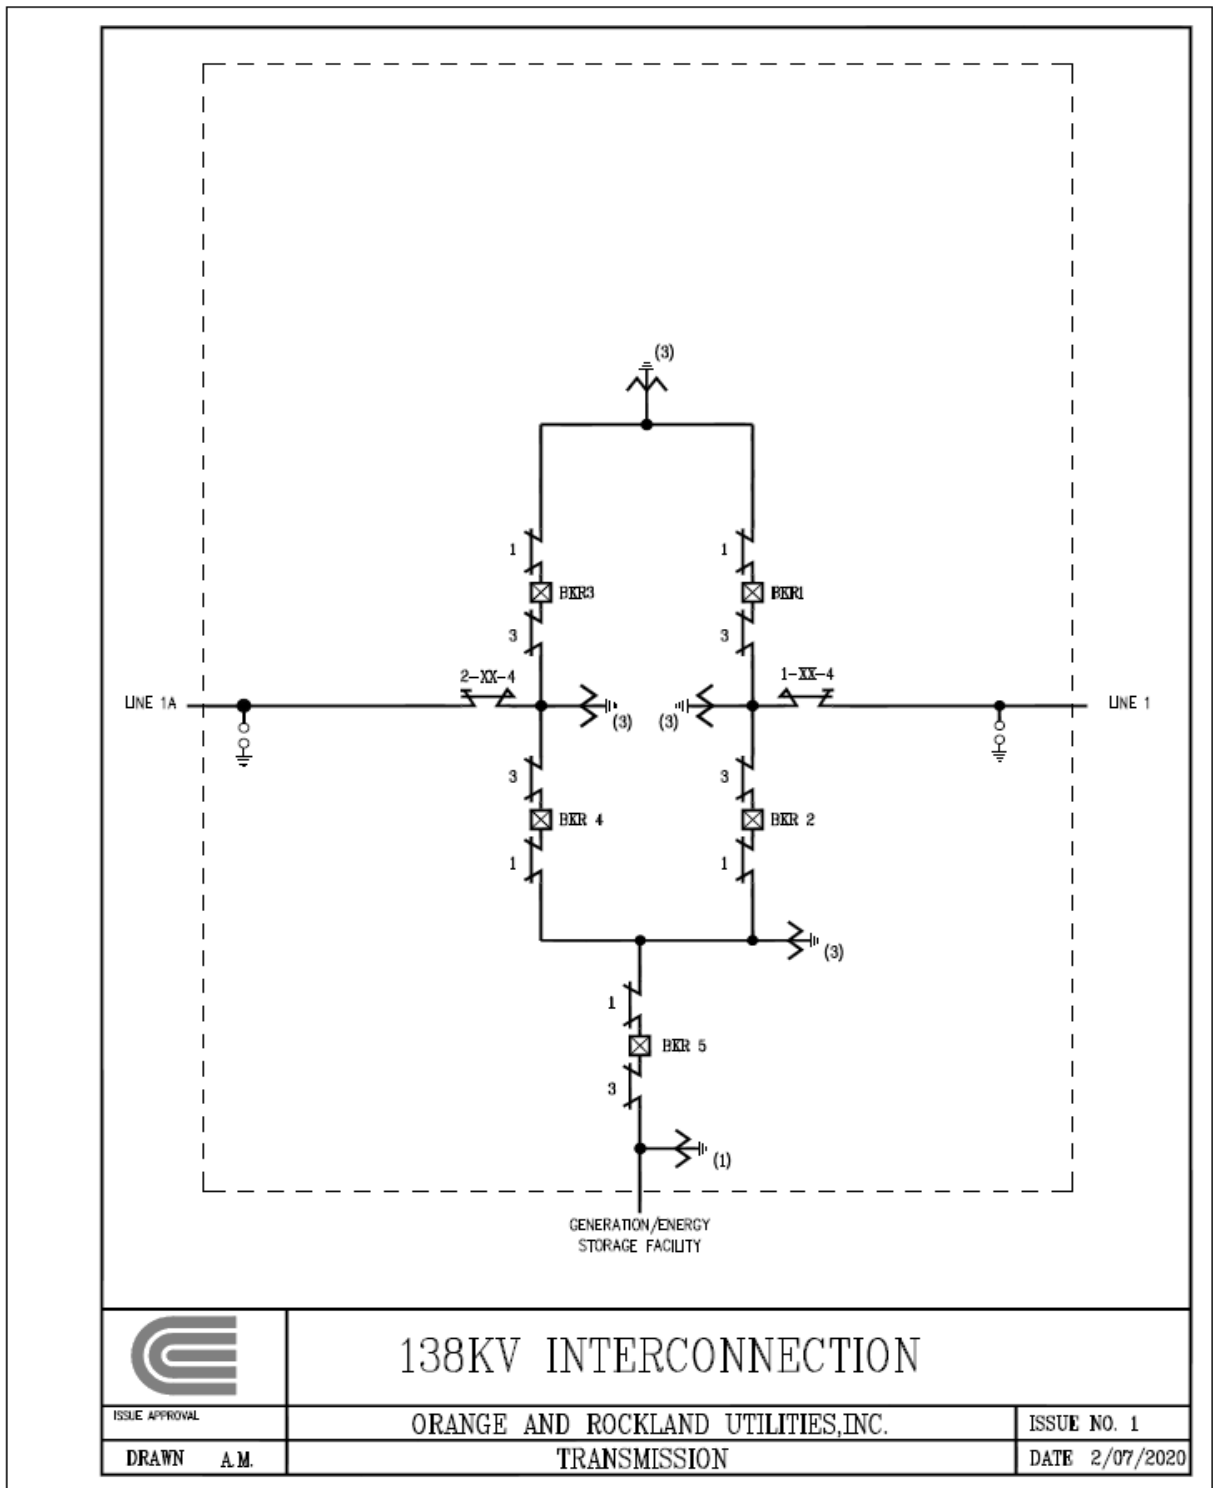 (3)
1
BKR3
1
BKR1
3
3
2-XX-4
1-XX-4
LINE 1A
(3)
(3)
LINE 1
3
BKR 4
3
BKR 2
1
1
(3)
1
BKR 5
3
(1)
GENERATION/ENERGY
STORAGE FACILITY
138KV INTERCONNECTION
ISSUE APPROVAL
ORANGE AND ROCKLAND UTILITIES,INC.
ISSUE NO. 1
DRAWN A.M.
TRANSMISSION
DATE 2/07/2020